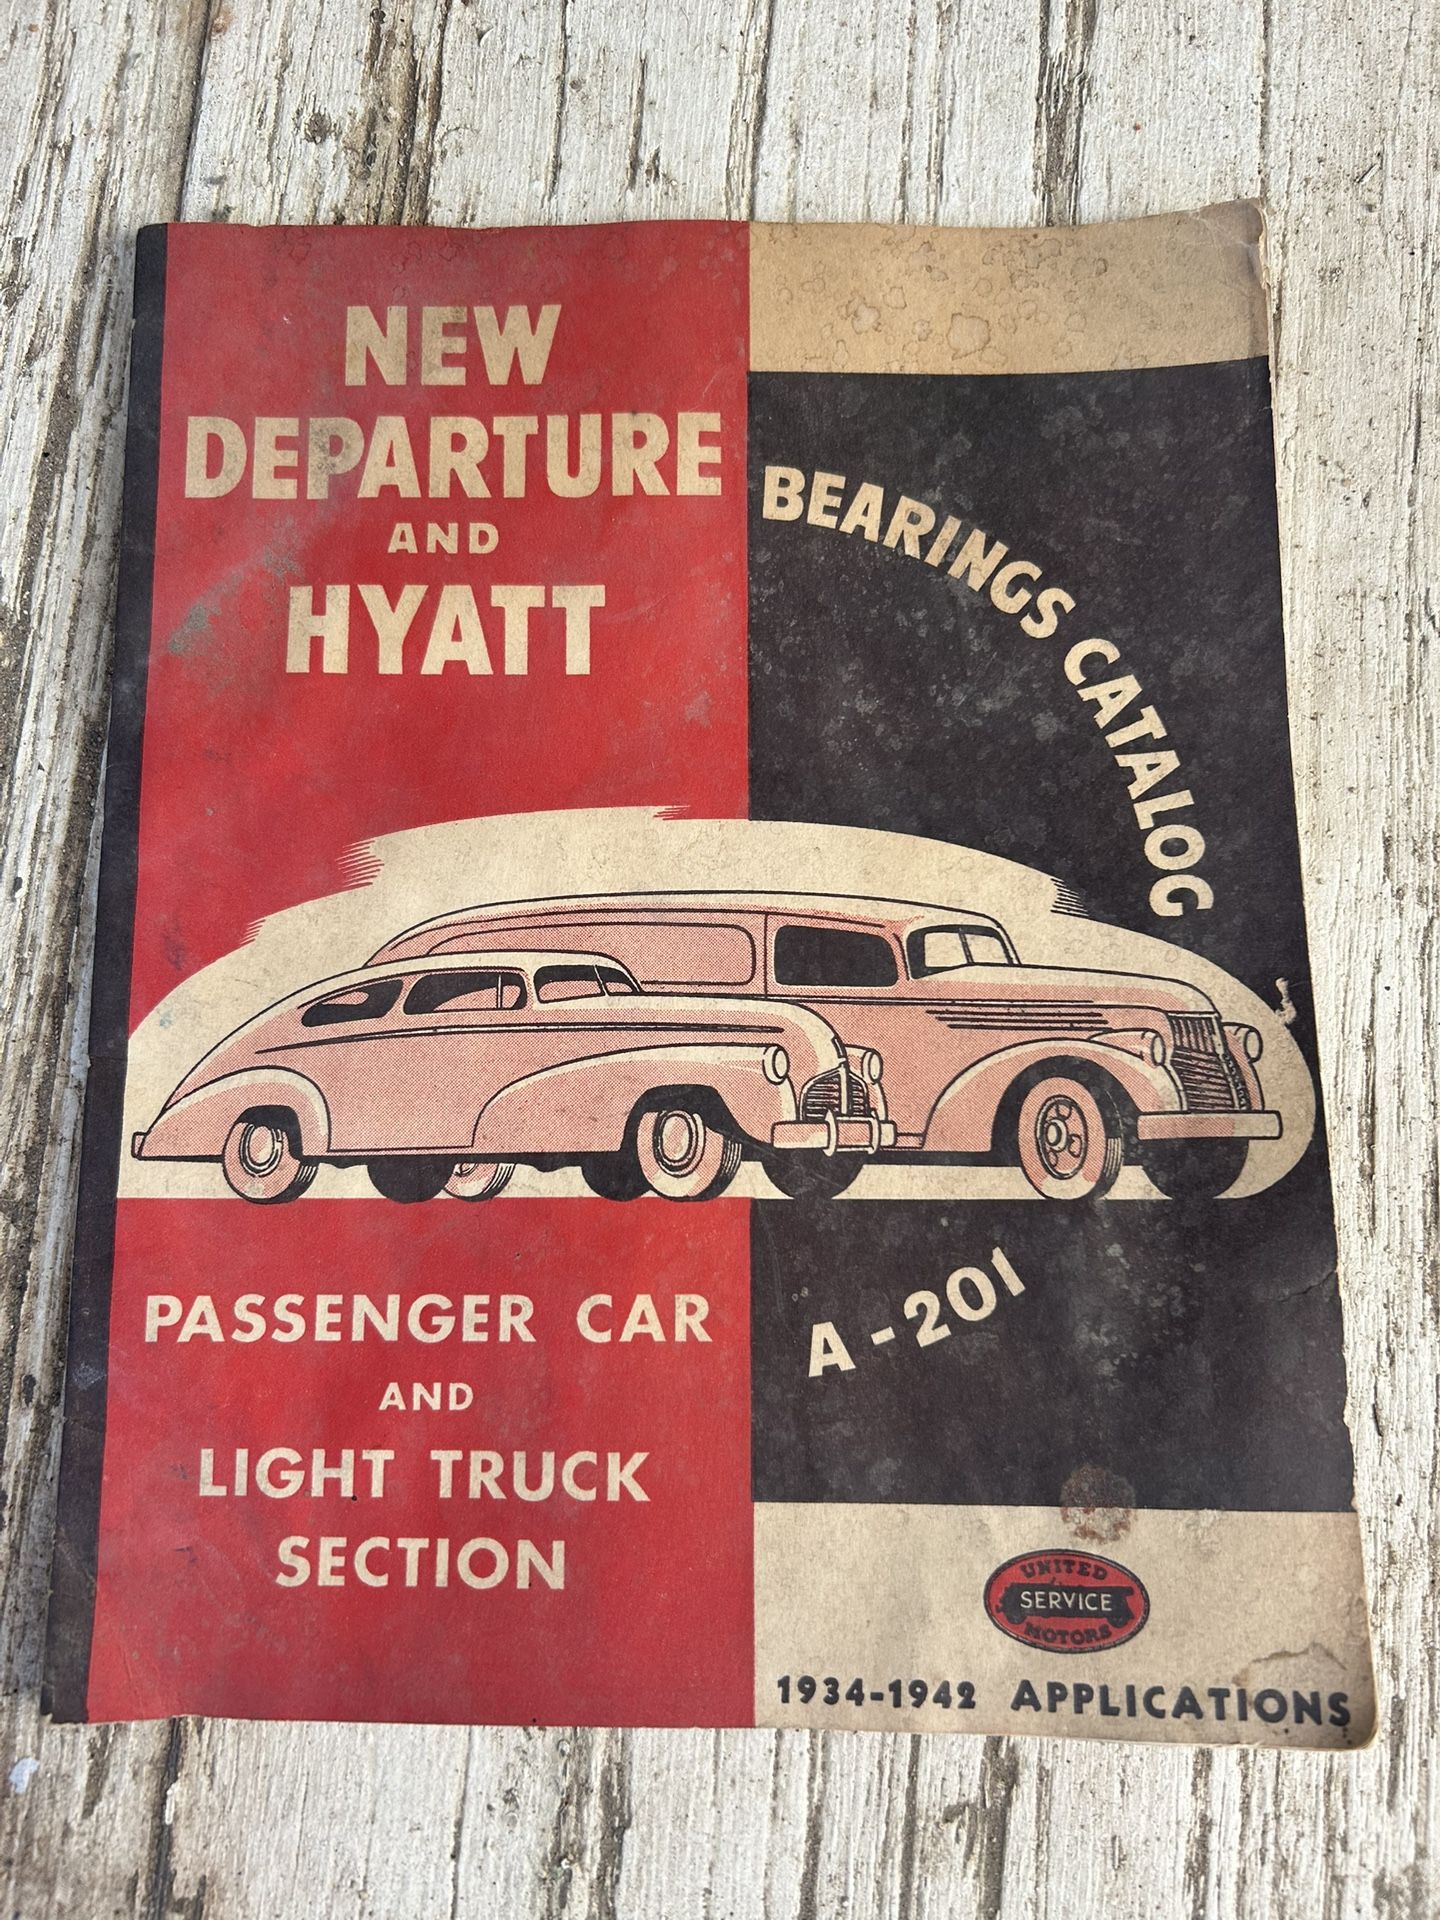 NEW
DEPARTURE
AND
HYATT
BEARINGS CATALOG
PASSENGER CAR
AND
LIGHT TRUCK
SECTION
A-201
UNITED
SERVICE
MOTORS
1934-1942 APPLICATIONS